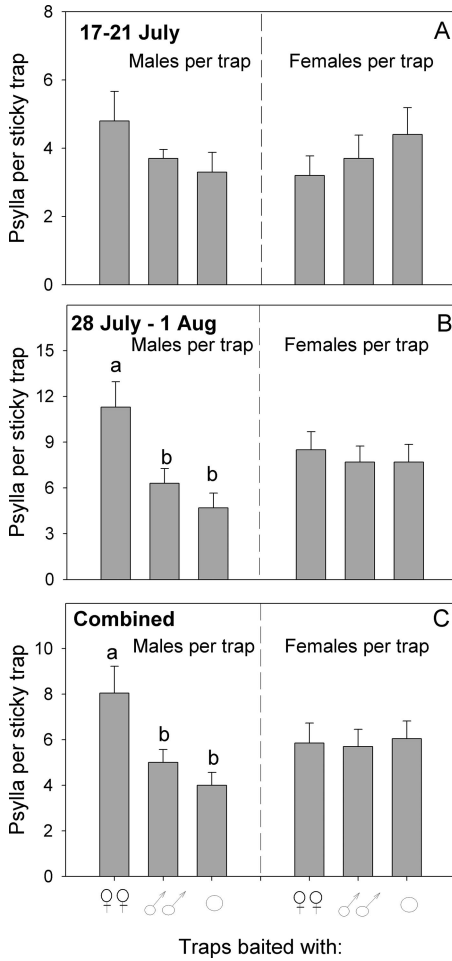 8
17-21 July
A
Males per trap
Females per trap
6
4
2
0
Psylla per sticky trap
28 July - 1 Aug
B
Males per trap
Females per trap
15
a
12
9
b
b
6
3
0
Psylla per sticky trap
Combined
C
10
Males per trap
Females per trap
a
8
b
6
b
4
2
0
Psylla per sticky trap
♀♀ ♂♂ ○ ♀♀ ♂♂ ○
Traps baited with: